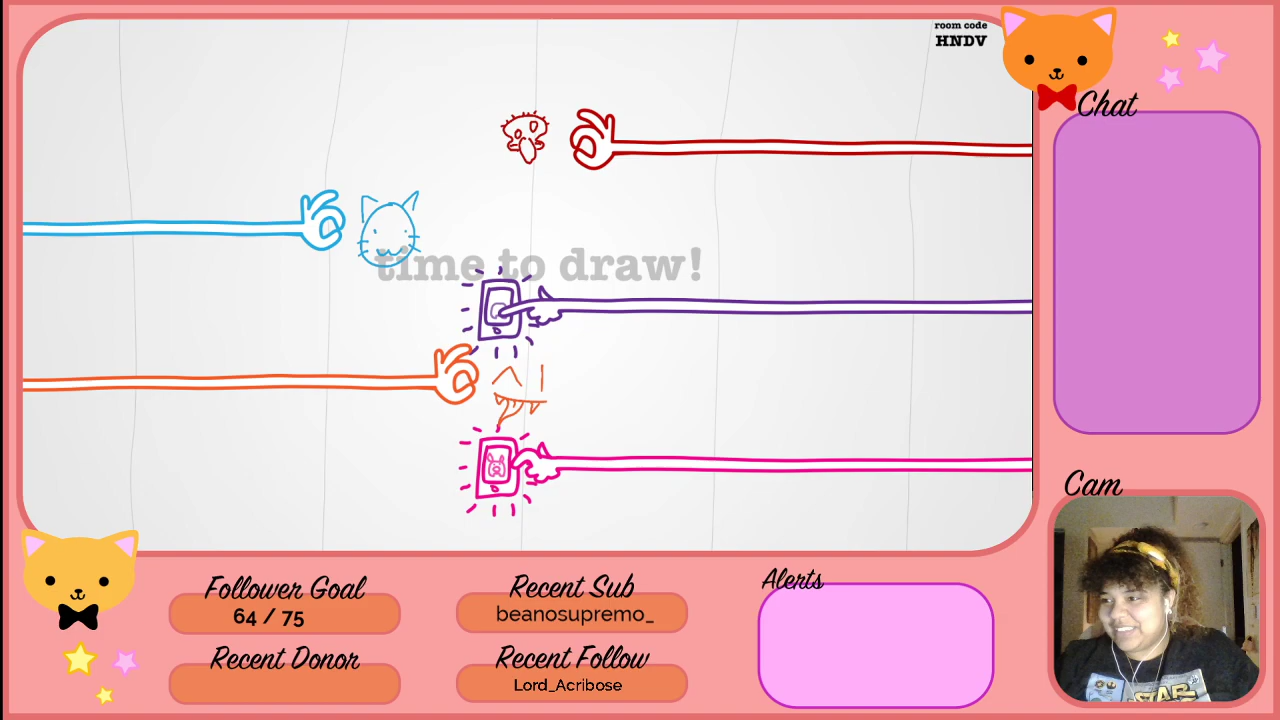 room code
HNDV
Chat
time to draw!
Cam
Follower Goal
64 / 75
Recent Sub
beanosupremo_
Alerts
Recent Donor
Recent Follow
Lord_Acribose
STAR